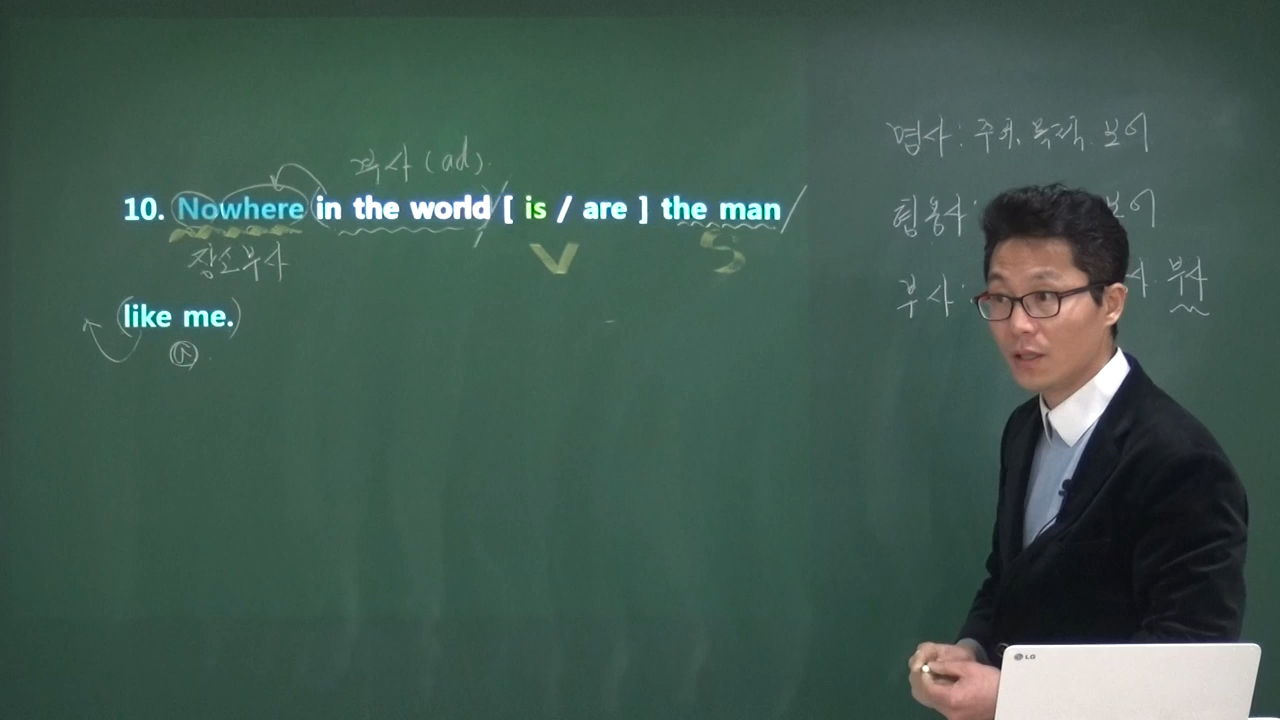 부사 (ad).
10. Nowhere in the world [ is / are ] the man
장소부사 V S
like me.
명사 : 주어, 목적, 보어
형용사 : 보어
부사 : 부사
LG